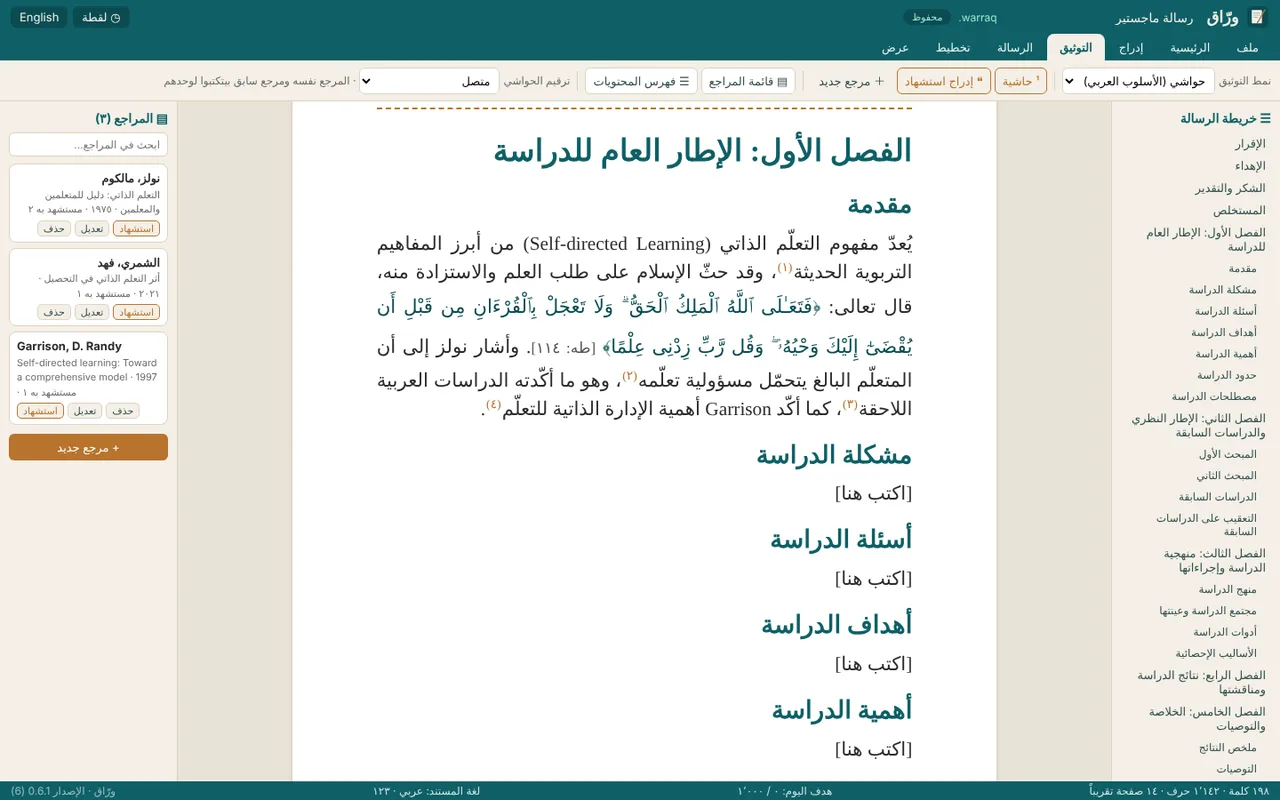 ورّاق
رسالة ماجستير
.warraq
محفوظ
◷ لقطة
English
ملف
الرئيسية
إدراج
التوثيق
الرسالة
تخطيط
عرض
نمط التوثيق
حواشي (الأسلوب العربي)
¹ حاشية
❝ إدراج استشهاد
+ مرجع جديد
▤ قائمة المراجع
☰ فهرس المحتويات
ترقيم الحواشي
متصل
· المرجع نفسه ومرجع سابق بيتكتبوا لوحدهم
☰ خريطة الرسالة
الإقرار
الإهداء
الشكر والتقدير
المستخلص
الفصل الأول: الإطار العام
للدراسة
مقدمة
مشكلة الدراسة
أسئلة الدراسة
أهداف الدراسة
أهمية الدراسة
حدود الدراسة
مصطلحات الدراسة
الفصل الثاني: الإطار النظري
والدراسات السابقة
المبحث الأول
المبحث الثاني
الدراسات السابقة
التعقيب على الدراسات
السابقة
الفصل الثالث: منهجية
الدراسة وإجراءاتها
منهج الدراسة
مجتمع الدراسة وعينتها
أدوات الدراسة
الأساليب الإحصائية
الفصل الرابع: نتائج الدراسة
ومناقشتها
الفصل الخامس: الخلاصة
والتوصيات
ملخص النتائج
التوصيات
الفصل الأول: الإطار العام للدراسة
مقدمة
يُعدّ مفهوم التعلّم الذاتي (Self-directed Learning) من أبرز المفاهيم
التربوية الحديثة(١)، وقد حثّ الإسلام على طلب العلم والاستزادة منه،
قال تعالى: ﴿فَتَعَـٰلَى ٱللَّهُ ٱلْمَلِكُ ٱلْحَقُّ ۗ وَلَا تَعْجَلْ بِٱلْقُرْءَانِ مِن قَبْلِ أَن
يُقْضَىٰٓ إِلَيْكَ وَحْيُهُۥ ۖ وَقُل رَّبِّ زِدْنِى عِلْمًا﴾ [طه: ١١٤]. وأشار نولز إلى أن
المتعلّم البالغ يتحمّل مسؤولية تعلّمه(٢)، وهو ما أكّدته الدراسات العربية
اللاحقة(٣)، كما أكّد Garrison أهمية الإدارة الذاتية للتعلّم(٤).
مشكلة الدراسة
[اكتب هنا]
أسئلة الدراسة
[اكتب هنا]
أهداف الدراسة
[اكتب هنا]
أهمية الدراسة
[اكتب هنا]
▤ المراجع (٣)
ابحث في المراجع...
نولز، مالكوم
التعلم الذاتي: دليل للمتعلمين
والمعلمين · ١٩٧٥ · مستشهد به ٢
استشهاد
تعديل
حذف
الشمري، فهد
أثر التعلم الذاتي في التحصيل ·
٢٠٢١ · مستشهد به ١
استشهاد
تعديل
حذف
Garrison, D. Randy
Self-directed learning: Toward
a comprehensive model · 1997
· مستشهد به ١
استشهاد
تعديل
حذف
+ مرجع جديد
١٩٨ كلمة · ١٬١٤٢ حرف · ١٤ صفحة تقريباً
هدف اليوم: ٠ / ١٬٠٠٠
لغة المستند: عربي · ١٢٣
ورّاق · الإصدار 0.6.1 (6)